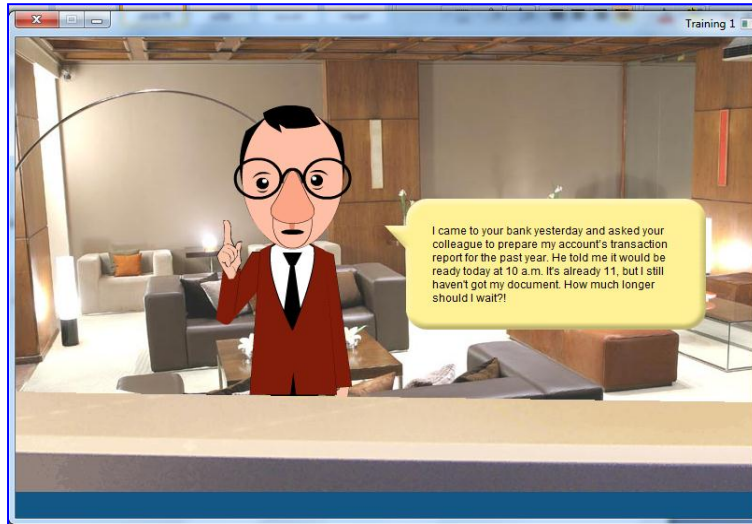 Training 1
I came to your bank yesterday and asked your
colleague to prepare my account's transaction
report for the past year. He told me it would be
ready today at 10 a.m. It's already 11, but I still
haven't got my document. How much longer
should I wait?!